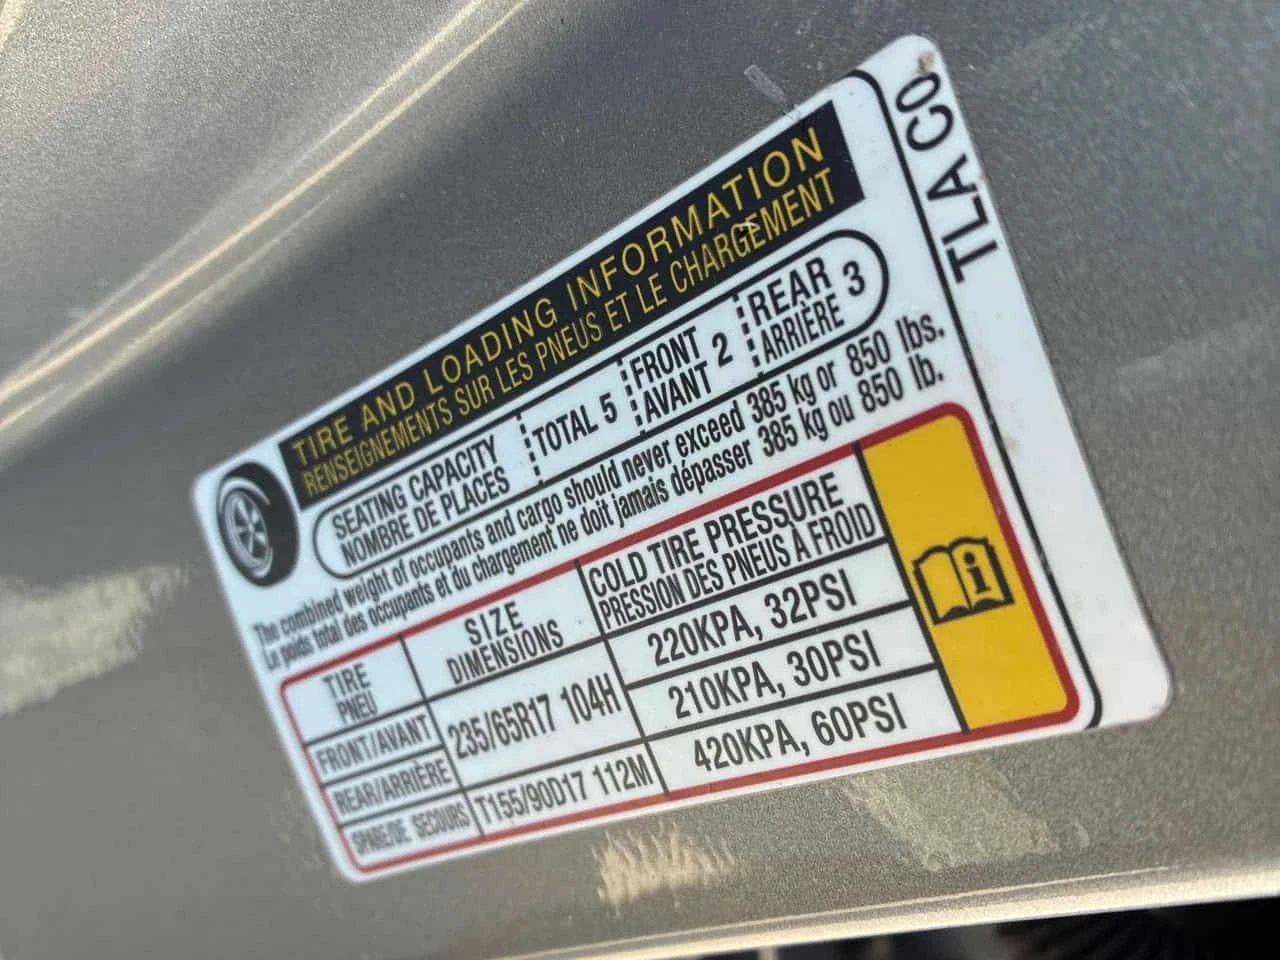 TIRE AND LOADING INFORMATION
RENSEIGNEMENTS SUR LES PNEUS ET LE CHARGEMENT
SEATING CAPACITY
NOMBRE DE PLACES
TOTAL 5
FRONT
AVANT
2
REAR
ARRIÈRE
3
The combined weight of occupants and cargo should never exceed 385 kg or 850 lbs.
Le poids total des occupants et du chargement ne doit jamais dépasser 385 kg ou 850 lb.
TIRE
PNEU
SIZE
DIMENSIONS
COLD TIRE PRESSURE
PRESSION DES PNEUS À FROID
FRONT/AVANT
235/65R17 104H
220KPA, 32PSI
REAR/ARRIÈRE
210KPA, 30PSI
SPARE/DE SECOURS
T155/90D17 112M
420KPA, 60PSI
i
TLA C0